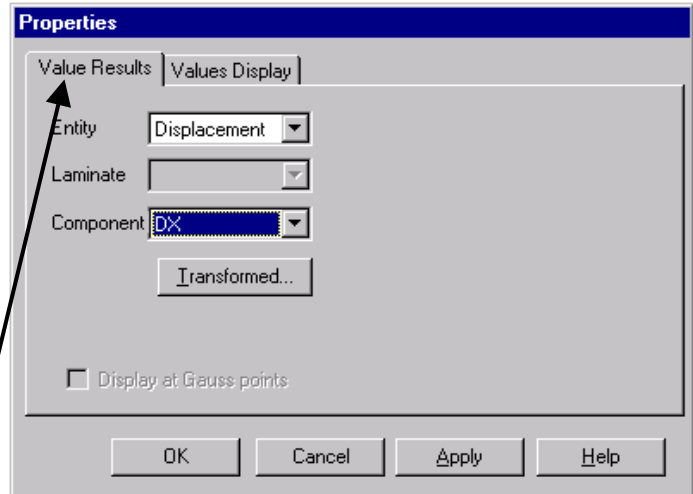 Properties
Value Results Values Display
Entity Displacement
Laminate
Component DX
Transformed...
Display at Gauss points
OK Cancel Apply Help